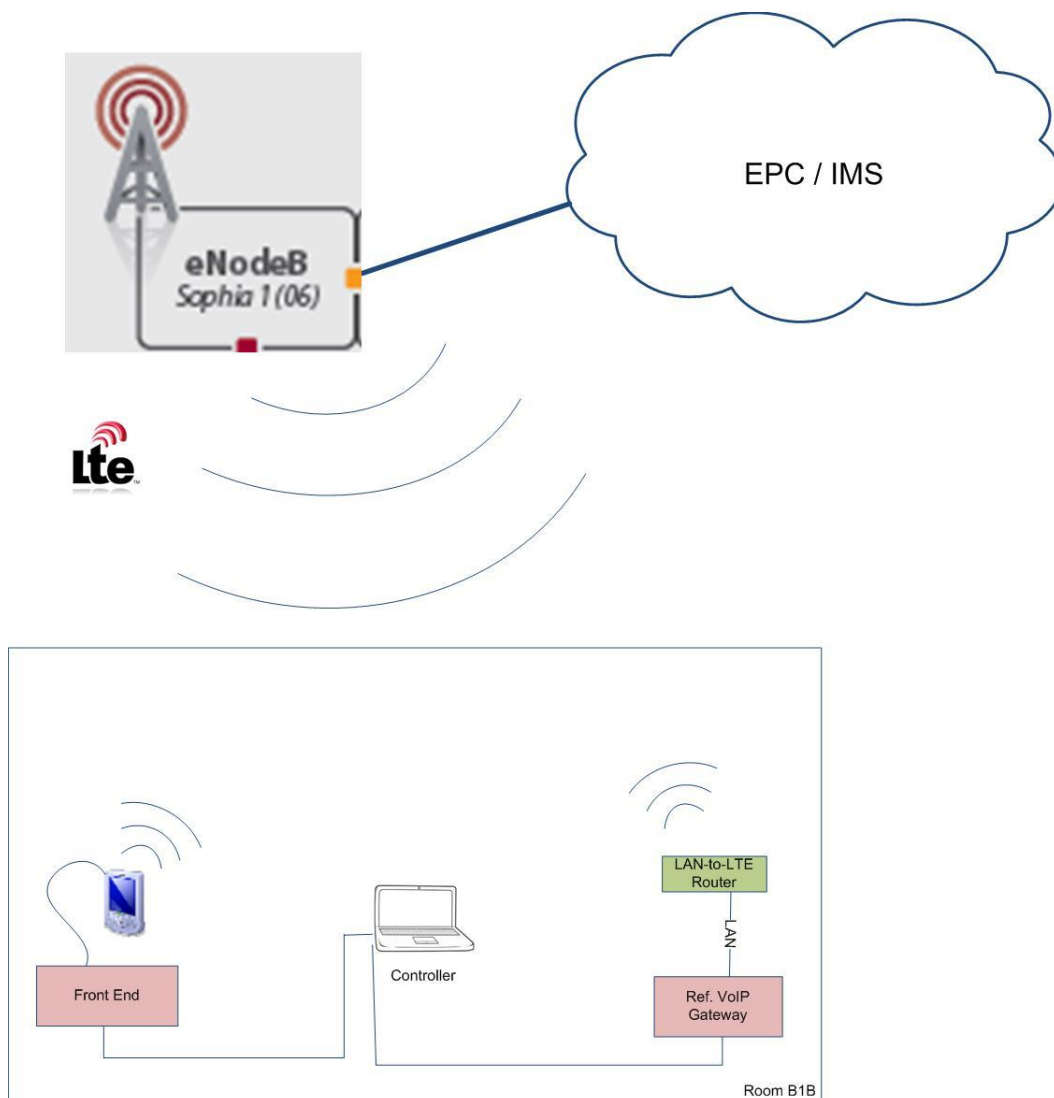 EPC / IMS
eNodeB
Sophia 1 (06)
Lte
LAN-to-LTE
Router
LAN
Controller
Front End
Ref. VoIP
Gateway
Room B1B